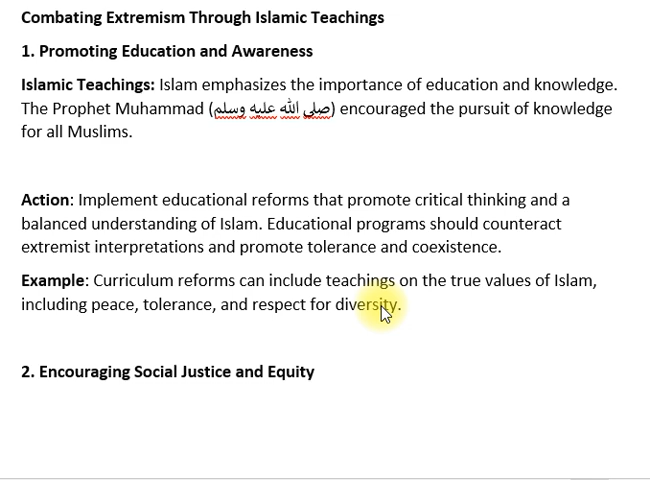 Combating Extremism Through Islamic Teachings
1. Promoting Education and Awareness
Islamic Teachings: Islam emphasizes the importance of education and knowledge.
The Prophet Muhammad (صلى الله عليه وسلم) encouraged the pursuit of knowledge
for all Muslims.
Action: Implement educational reforms that promote critical thinking and a
balanced understanding of Islam. Educational programs should counteract
extremist interpretations and promote tolerance and coexistence.
Example: Curriculum reforms can include teachings on the true values of Islam,
including peace, tolerance, and respect for diversity.
2. Encouraging Social Justice and Equity